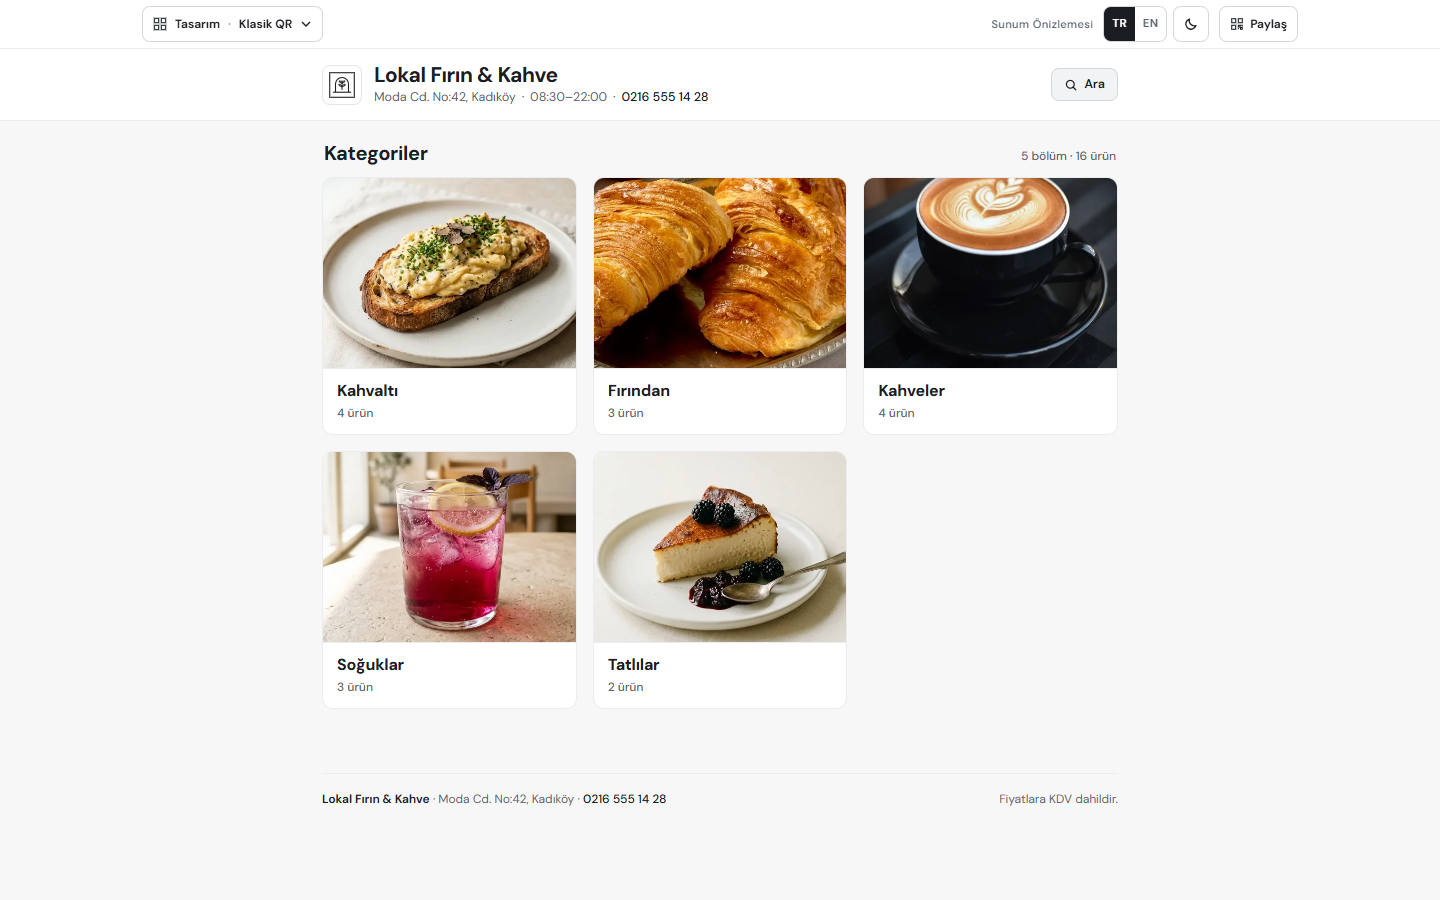 Tasarım · Klasik QR
Sunum Önizlemesi
TR EN
Paylaş
Lokal Fırın & Kahve
Moda Cd. No:42, Kadıköy · 08:30–22:00 · 0216 555 14 28
Ara
Kategoriler
5 bölüm · 16 ürün
Kahvaltı
4 ürün
Fırından
3 ürün
Kahveler
4 ürün
Soğuklar
3 ürün
Tatlılar
2 ürün
Lokal Fırın & Kahve · Moda Cd. No:42, Kadıköy · 0216 555 14 28
Fiyatlara KDV dahildir.